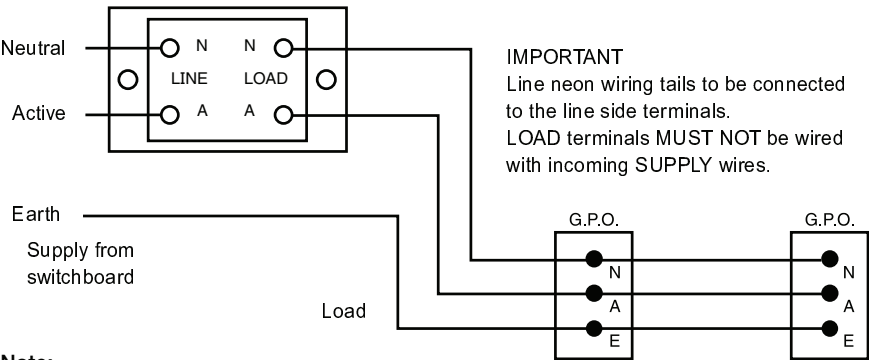 Neutral
N N
LINE LOAD
Active
A A
IMPORTANT
Line neon wiring tails to be connected
to the line side terminals.
LOAD terminals MUST NOT be wired
with incoming SUPPLY wires.
Earth
Supply from
switchboard
Load
G.P.O.
N
A
E
G.P.O.
N
A
E
Note: